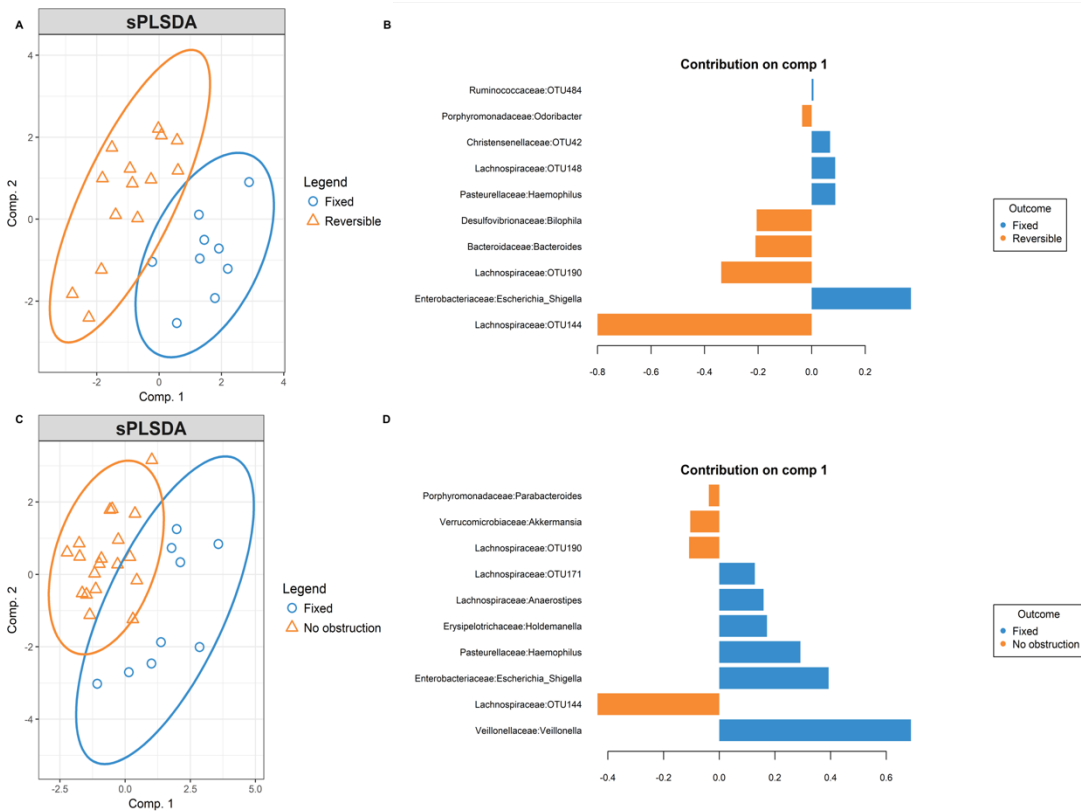 A
sPLSDA
4
2
0
-2
Comp. 2
-2
0
2
4
Comp. 1
Legend
Fixed
Reversible
B
Contribution on comp 1
Ruminococcaceae:OTU484
Porphyromonadaceae:Odoribacter
Christensenellaceae:OTU42
Lachnospiraceae:OTU148
Pasteurellaceae:Haemophilus
Desulfovibrionaceae:Bilophila
Bacteroidaceae:Bacteroides
Lachnospiraceae:OTU190
Enterobacteriaceae:Escherichia_Shigella
Lachnospiraceae:OTU144
-0.8
-0.6
-0.4
-0.2
0.0
0.2
Outcome
Fixed
Reversible
C
sPLSDA
2
0
-2
-4
Comp. 2
-2.5
0.0
2.5
5.0
Comp. 1
Legend
Fixed
No obstruction
D
Contribution on comp 1
Porphyromonadaceae:Parabacteroides
Verrucomicrobiaceae:Akkermansia
Lachnospiraceae:OTU190
Lachnospiraceae:OTU171
Lachnospiraceae:Anaerostipes
Erysipelotrichaceae:Holdemanella
Pasteurellaceae:Haemophilus
Enterobacteriaceae:Escherichia_Shigella
Lachnospiraceae:OTU144
Veillonellaceae:Veillonella
-0.4
-0.2
0.0
0.2
0.4
0.6
Outcome
Fixed
No obstruction